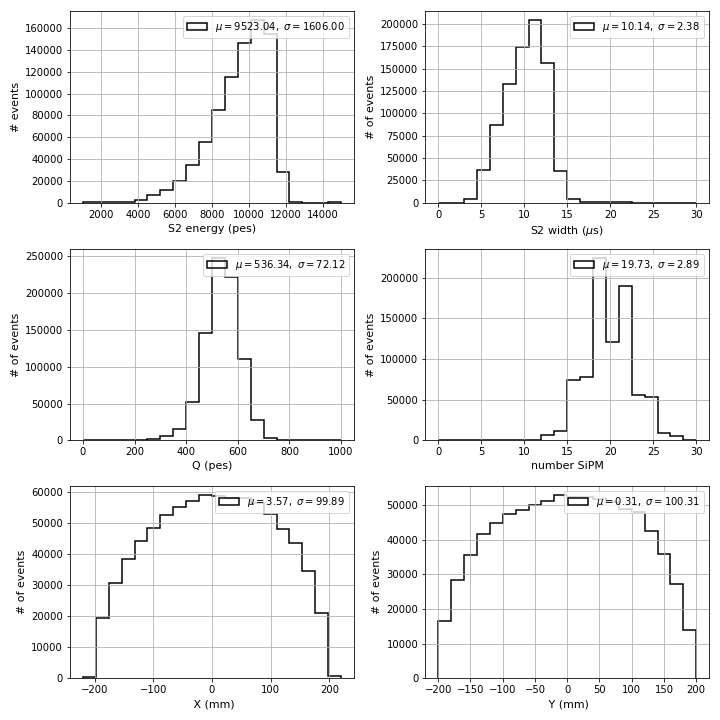 μ=9523.04, σ=1606.00
160000
140000
120000
100000
80000
60000
40000
20000
0
# events
2000 4000 6000 8000 10000 12000 14000
S2 energy (pes)
μ=10.14, σ=2.38
200000
175000
150000
125000
100000
75000
50000
25000
0
# of events
0 5 10 15 20 25 30
S2 width (μs)
μ=536.34, σ=72.12
250000
200000
150000
100000
50000
0
# of events
0 200 400 600 800 1000
Q (pes)
μ=19.73, σ=2.89
200000
150000
100000
50000
0
# of events
0 5 10 15 20 25 30
number SiPM
μ=3.57, σ=99.89
60000
50000
40000
30000
20000
10000
0
# of events
−200 −100 0 100 200
X (mm)
μ=0.31, σ=100.31
50000
40000
30000
20000
10000
0
# of events
−200 −150 −100 −50 0 50 100 150 200
Y (mm)